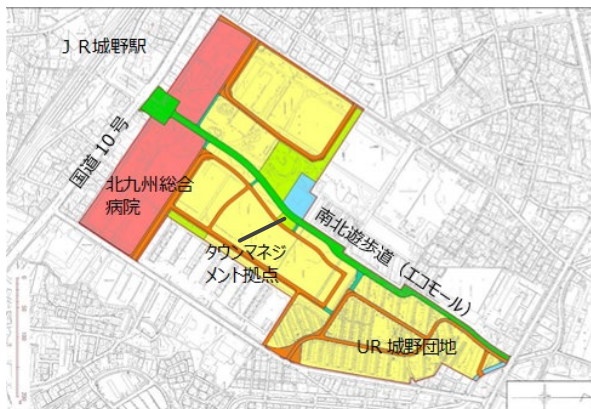 ＪＲ城野駅
国道10号
北九州総合
病院
タウンマネジ
メント拠点
南北遊歩道（エコモール）
UR 城野団地